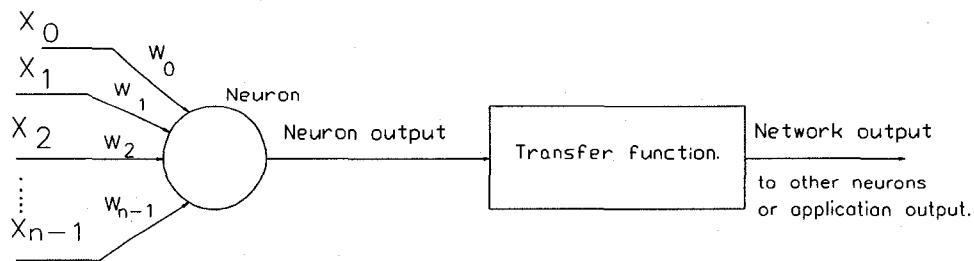 X0
W0
X1
W1
Neuron
X2
W2
Neuron output
Transfer function.
Network output
Wn-1
to other neurons
or application output.
Xn-1